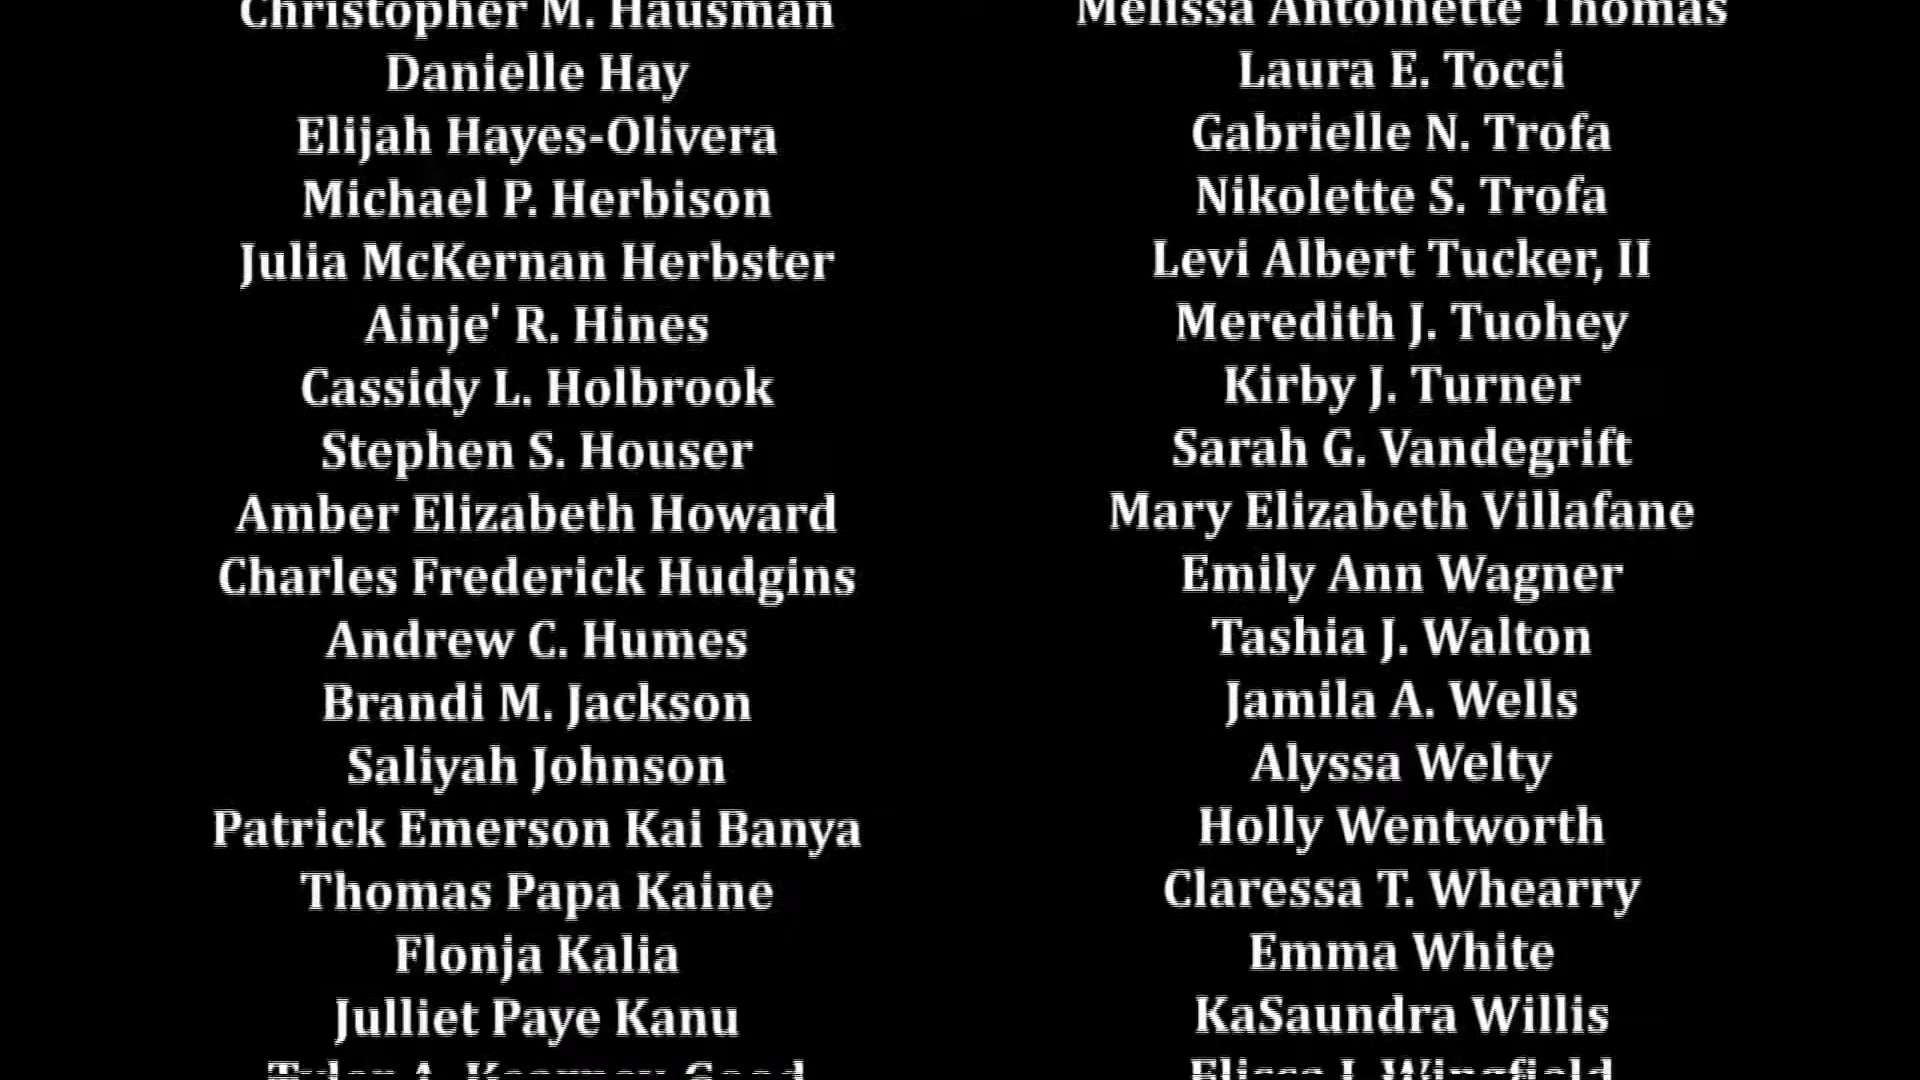 Christopher M. Hausman
Danielle Hay
Elijah Hayes-Olivera
Michael P. Herbison
Julia McKernan Herbster
Ainje' R. Hines
Cassidy L. Holbrook
Stephen S. Houser
Amber Elizabeth Howard
Charles Frederick Hudgins
Andrew C. Humes
Brandi M. Jackson
Saliyah Johnson
Patrick Emerson Kai Banya
Thomas Papa Kaine
Flonja Kalia
Julliet Paye Kanu
Tyler A. Kearney-Good
Melissa Antoinette Thomas
Laura E. Tocci
Gabrielle N. Trofa
Nikolette S. Trofa
Levi Albert Tucker, II
Meredith J. Tuohey
Kirby J. Turner
Sarah G. Vandegrift
Mary Elizabeth Villafane
Emily Ann Wagner
Tashia J. Walton
Jamila A. Wells
Alyssa Welty
Holly Wentworth
Claressa T. Whearry
Emma White
KaSaundra Willis
Wingfield